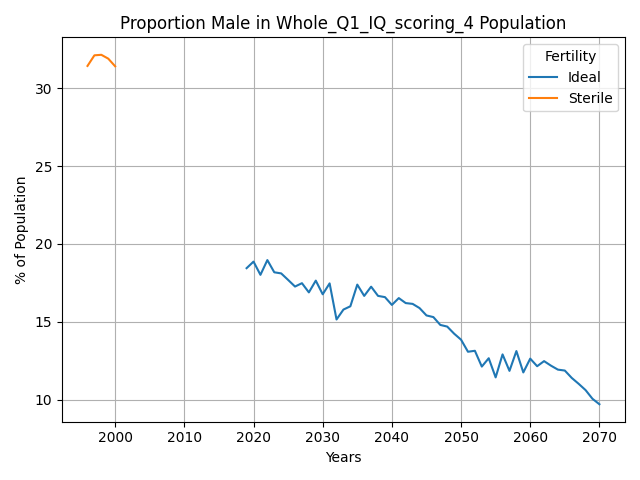 Proportion Male in Whole_Q1_IQ_scoring_4 Population
Fertility
Ideal
Sterile
% of Population
30
25
20
15
10
2000
2010
2020
2030
2040
2050
2060
2070
Years